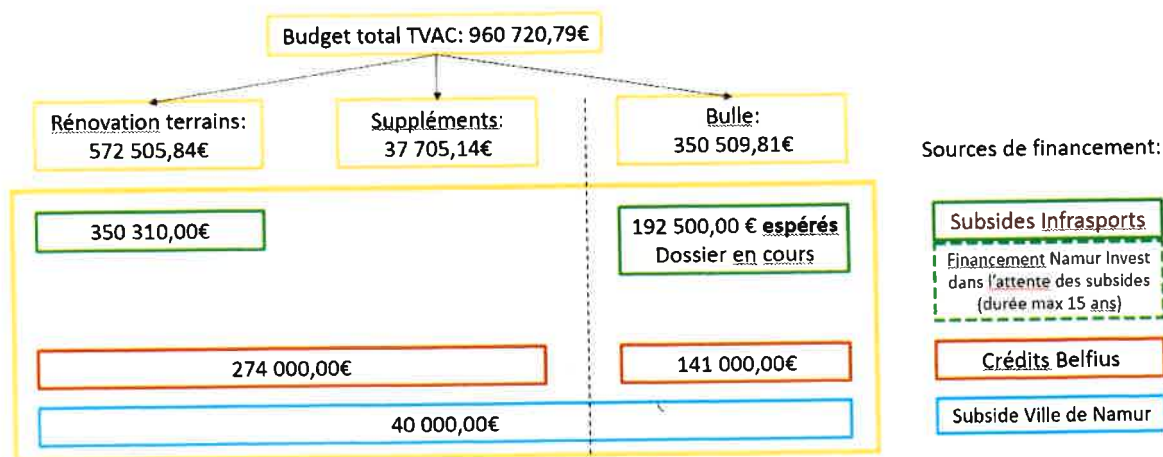 Budget total TVAC: 960 720,79€
Rénovation terrains:
572 505,84€
Suppléments:
37 705,14€
Bulle:
350 509,81€
Sources de financement:
350 310,00€
192 500,00 € espérés
Dossier en cours
Subsides Infrasports
Financement Namur Invest
dans l'attente des subsides
(durée max 15 ans)
274 000,00€
141 000,00€
Crédits Belfius
40 000,00€
Subside Ville de Namur